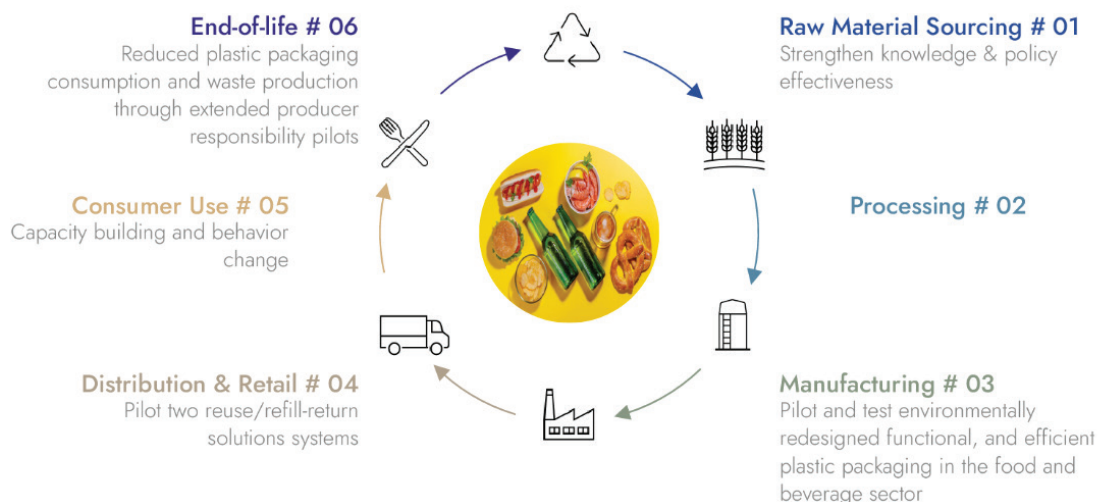 Raw Material Sourcing # 01
Strengthen knowledge & policy
effectiveness
Processing # 02
Manufacturing # 03
Pilot and test environmentally
redesigned functional, and efficient
plastic packaging in the food and
beverage sector
Distribution & Retail # 04
Pilot two reuse/refill-return
solutions systems
Consumer Use # 05
Capacity building and behavior
change
End-of-life # 06
Reduced plastic packaging
consumption and waste production
through extended producer
responsibility pilots